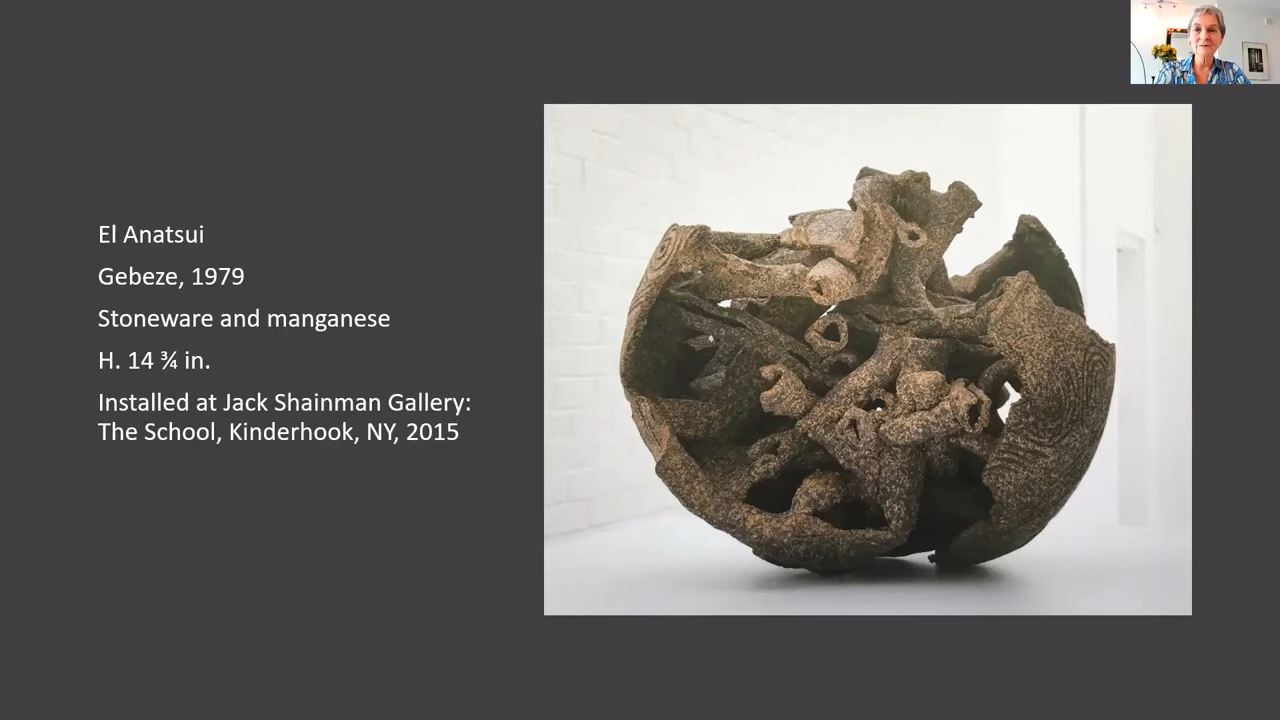 El Anatsui
Gebeze, 1979
Stoneware and manganese
H. 14 ¾ in.
Installed at Jack Shainman Gallery:
The School, Kinderhook, NY, 2015